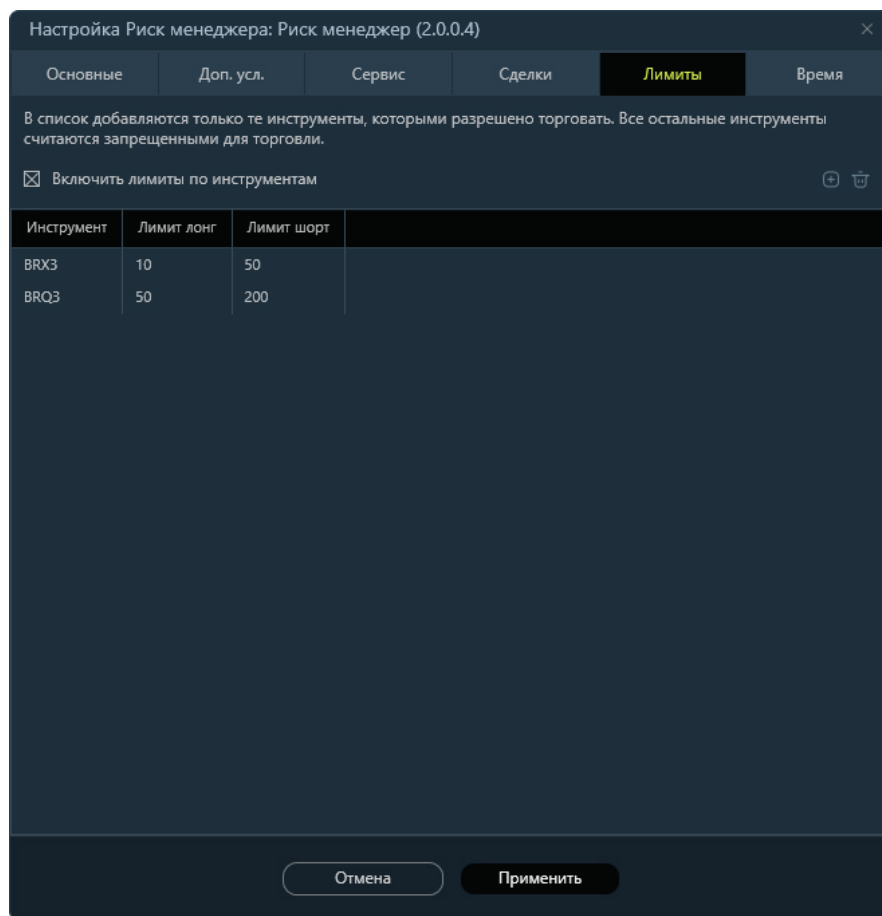 Настройка Риск менеджера: Риск менеджер (2.0.0.4)
Основные Доп. усл. Сервис Сделки Лимиты Время
В список добавляются только те инструменты, которыми разрешено торговать. Все остальные инструменты
считаются запрещенными для торговли.
Включить лимиты по инструментам
Инструмент Лимит лонг Лимит шорт
BRX3 10 50
BRQ3 50 200
Отмена Применить